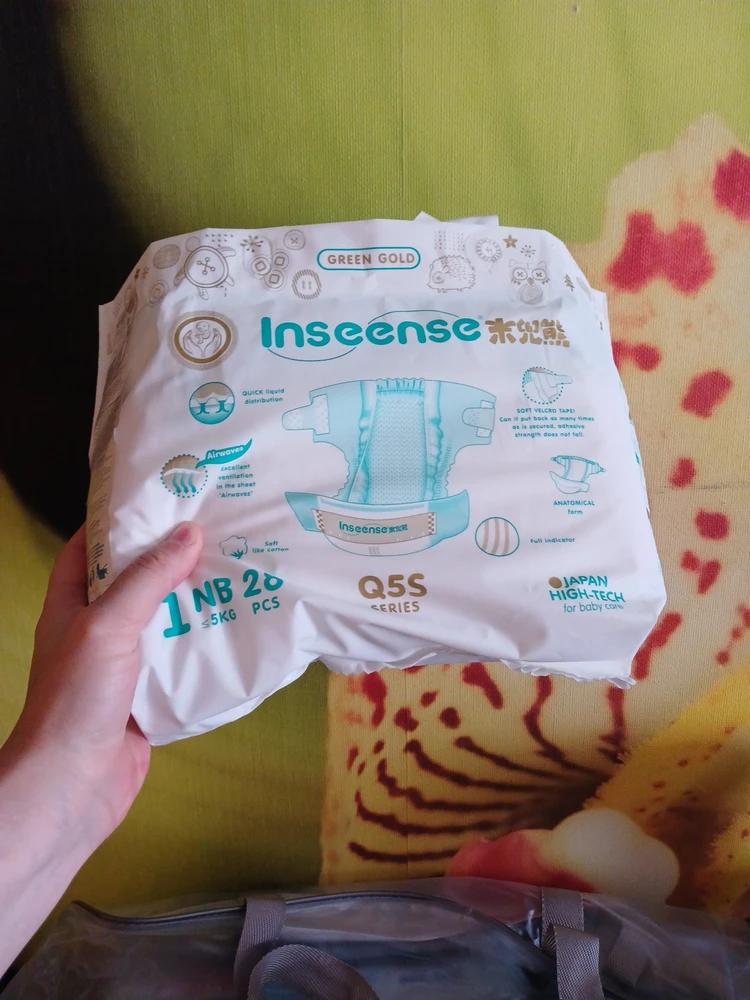 GREEN GOLD
Inseense 木兜熊
QUICK liquid
distribution
SOFT VELCRO TAPE!
Can it put back as many times
as is secured, adhesive
strength does not fall.
Airwaves
excellent
ventilation
in the sheet
"Airwaves"
ANATOMICAL
form
Inseense
Soft
like cotton
Full indicator
1 NB 28
≤5KG PCS
Q5S
SERIES
JAPAN
HIGH-TECH
for baby care